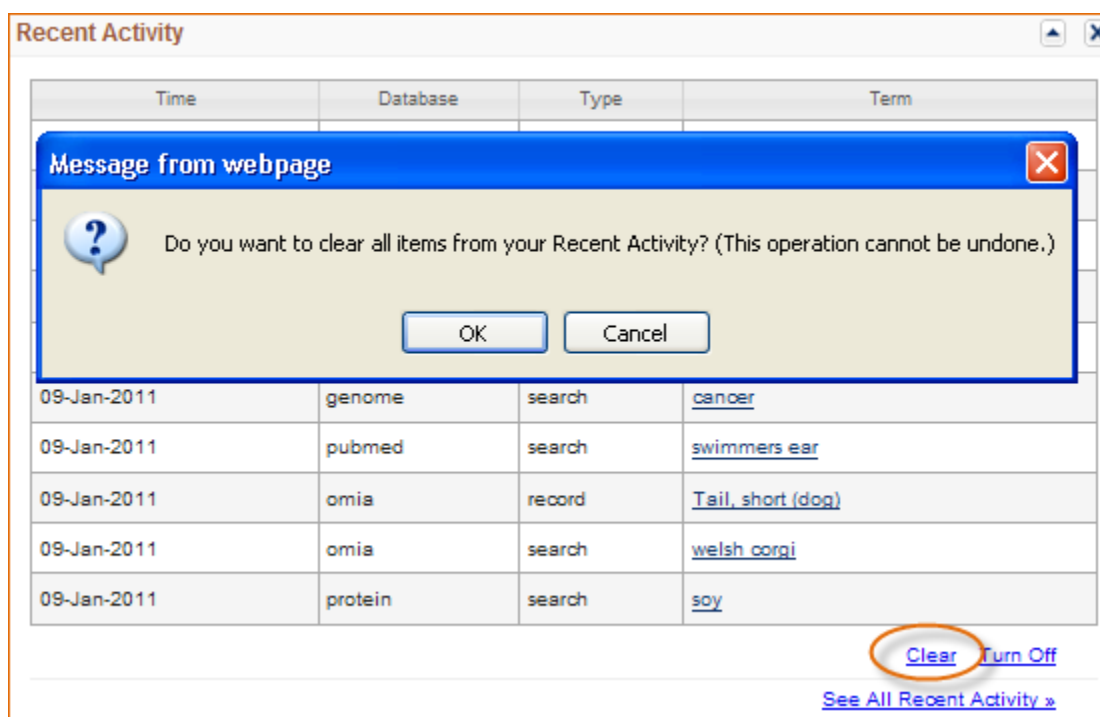 Recent Activity
Time Database Type Term
Message from webpage
Do you want to clear all items from your Recent Activity? (This operation cannot be undone.)
OK Cancel
09-Jan-2011 genome search cancer
09-Jan-2011 pubmed search swimmers ear
09-Jan-2011 omia record Tail, short (dog)
09-Jan-2011 omia search welsh corgi
09-Jan-2011 protein search soy
Clear Turn Off
See All Recent Activity »